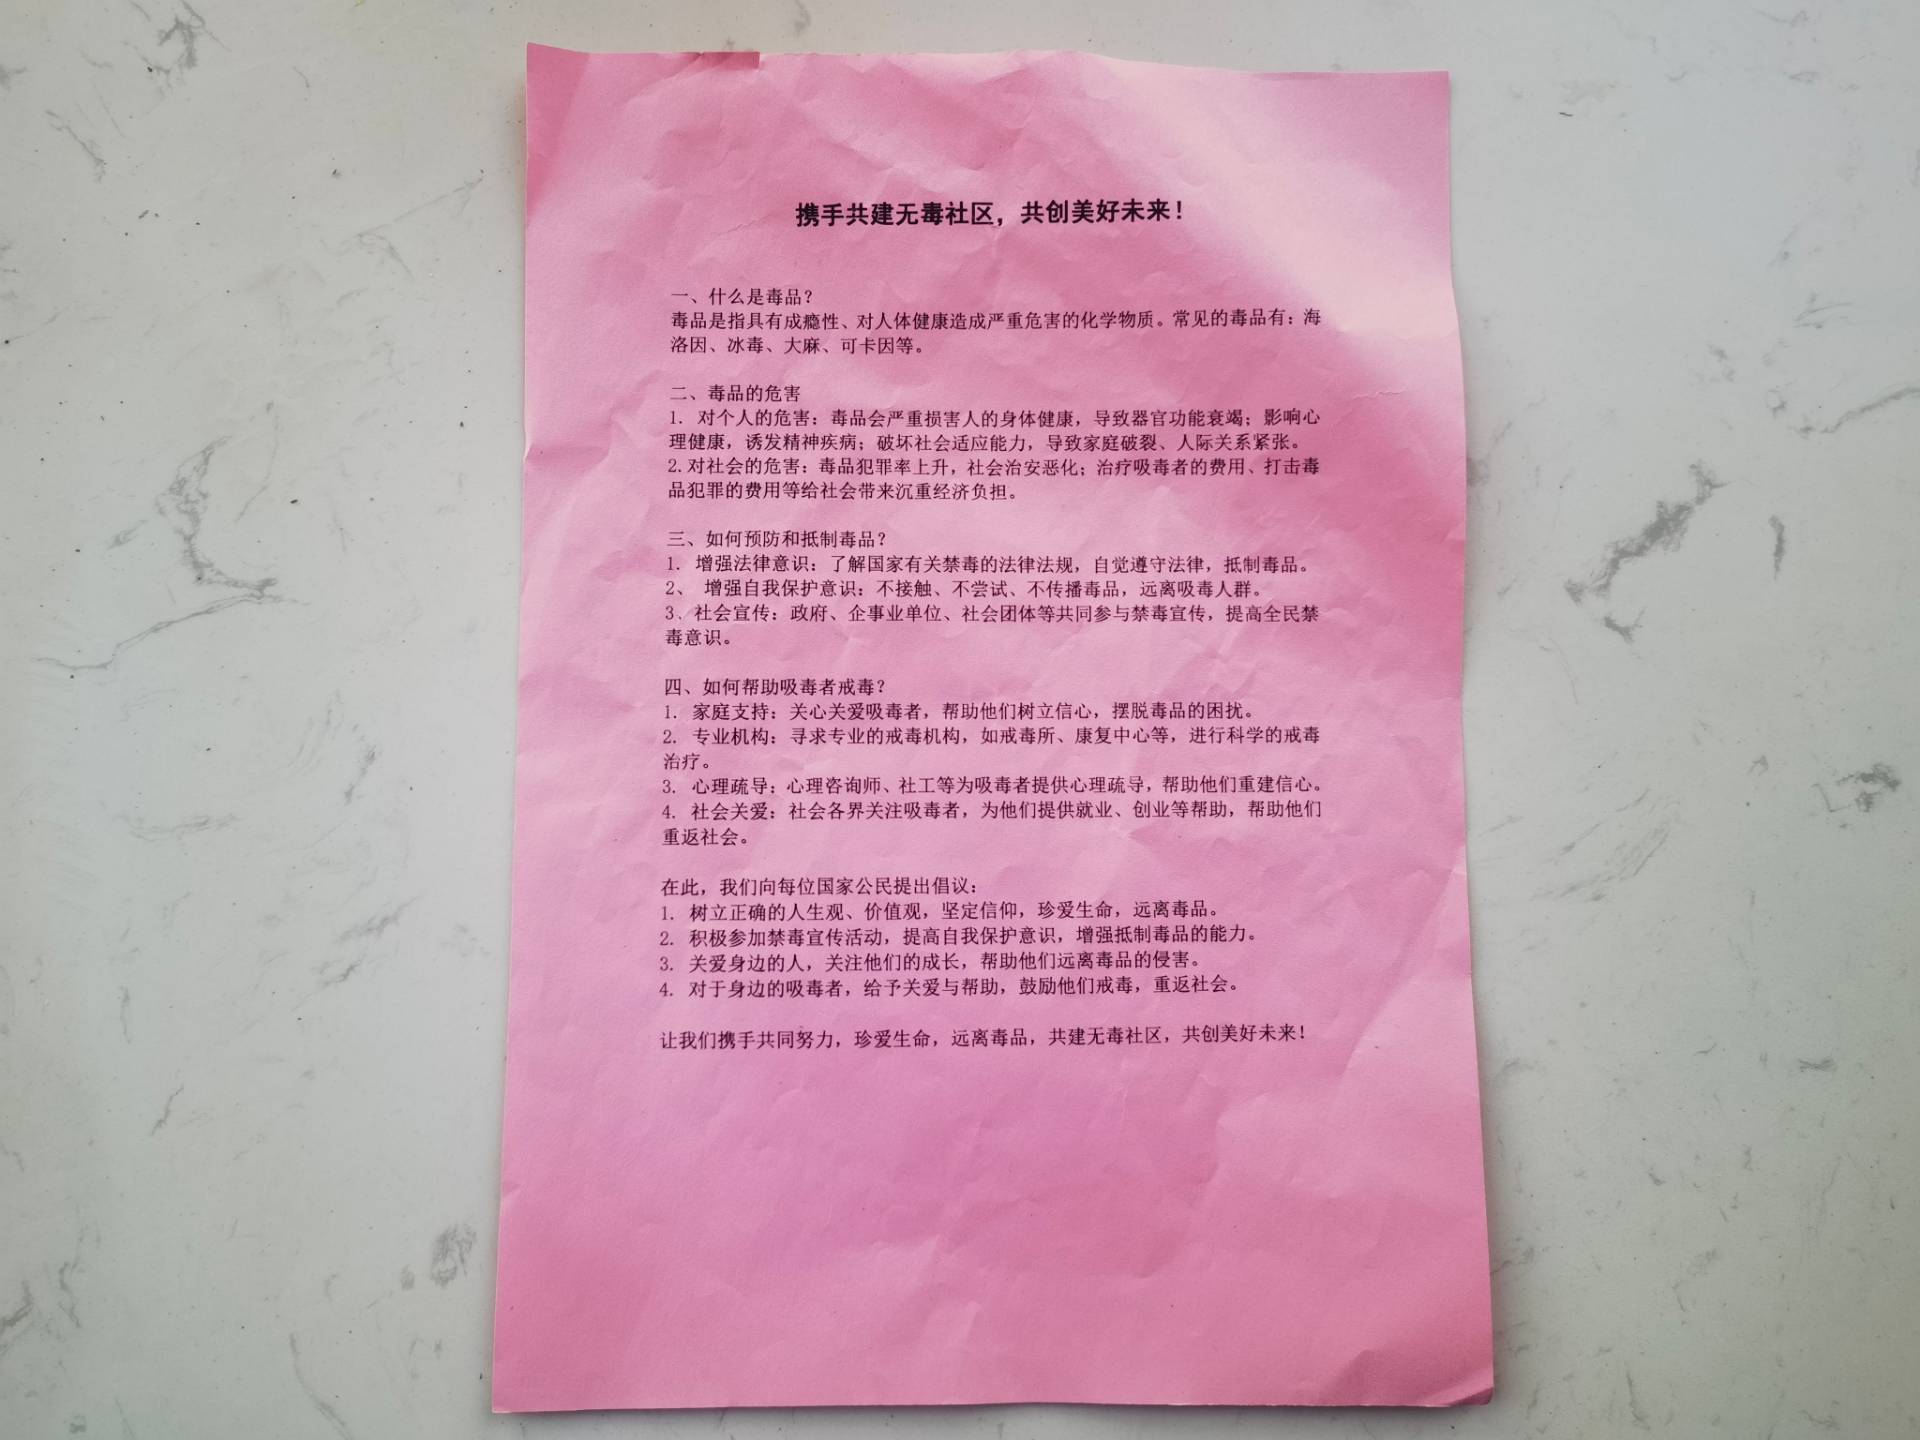 携手共建无毒社区，共创美好未来！
一、什么是毒品？
毒品是指具有成瘾性、对人体健康造成严重危害的化学物质。常见的毒品有：海
洛因、冰毒、大麻、可卡因等。
二、毒品的危害
1. 对个人的危害：毒品会严重损害人的身体健康，导致器官功能衰竭；影响心
理健康，诱发精神疾病；破坏社会适应能力，导致家庭破裂、人际关系紧张。
2.对社会的危害：毒品犯罪率上升，社会治安恶化；治疗吸毒者的费用、打击毒
品犯罪的费用等给社会带来沉重经济负担。
三、如何预防和抵制毒品？
1. 增强法律意识：了解国家有关禁毒的法律法规，自觉遵守法律，抵制毒品。
2、 增强自我保护意识：不接触、不尝试、不传播毒品，远离吸毒人群。
3、社会宣传：政府、企事业单位、社会团体等共同参与禁毒宣传，提高全民禁
毒意识。
四、如何帮助吸毒者戒毒？
1. 家庭支持：关心关爱吸毒者，帮助他们树立信心，摆脱毒品的困扰。
2. 专业机构：寻求专业的戒毒机构，如戒毒所、康复中心等，进行科学的戒毒
治疗。
3. 心理疏导：心理咨询师、社工等为吸毒者提供心理疏导，帮助他们重建信心。
4. 社会关爱：社会各界关注吸毒者，为他们提供就业、创业等帮助，帮助他们
重返社会。
在此，我们向每位国家公民提出倡议：
1. 树立正确的人生观、价值观，坚定信仰，珍爱生命，远离毒品。
2. 积极参加禁毒宣传活动，提高自我保护意识，增强抵制毒品的能力。
3. 关爱身边的人，关注他们的成长，帮助他们远离毒品的侵害。
4. 对于身边的吸毒者，给予关爱与帮助，鼓励他们戒毒，重返社会。
让我们携手共同努力，珍爱生命，远离毒品，共建无毒社区，共创美好未来！